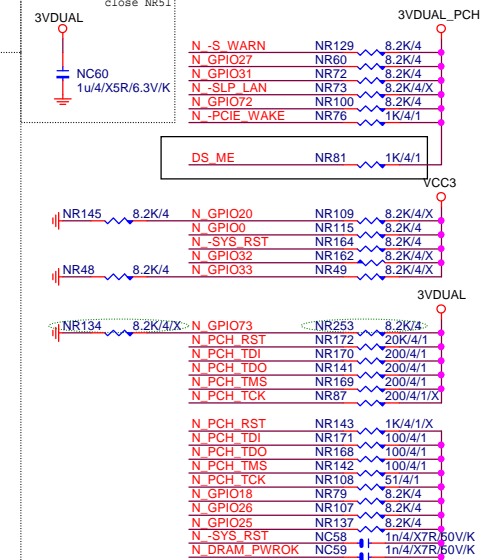 close NR51
3VDUAL
3VDUAL_PCH
N_-S_WARN NR129 8.2K/4
N_GPIO27 NR60 8.2K/4
N_GPIO31 NR72 8.2K/4
N_-SLP_LAN NR73 8.2K/4/X
N_GPIO72 NR100 8.2K/4
N_-PCIE_WAKE NR76 1K/4/1
NC60
1u/4/X5R/6.3V/K
DS_ME NR81 1K/4/1
VCC3
NR145 8.2K/4 N_GPIO20 NR109 8.2K/4/X
N_GPIO0 NR115 8.2K/4
N_-SYS_RST NR164 8.2K/4
N_GPIO32 NR162 8.2K/4/X
NR48 8.2K/4 N_GPIO33 NR49 8.2K/4/X
3VDUAL
NR134 8.2K/4/X N_GPIO73 NR253 8.2K/4
N_PCH_RST NR172 20K/4/1
N_PCH_TDI NR170 200/4/1
N_PCH_TDO NR141 200/4/1
N_PCH_TMS NR169 200/4/1
N_PCH_TCK NR87 200/4/1/X
N_PCH_RST NR143 1K/4/1/X
N_PCH_TDI NR171 100/4/1
N_PCH_TDO NR168 100/4/1
N_PCH_TMS NR142 100/4/1
N_PCH_TCK NR108 51/4/1
N_GPIO18 NR79 8.2K/4
N_GPIO26 NR107 8.2K/4
N_GPIO25 NR137 8.2K/4
N_-SYS_RST NC58 1n/4/X7R/50V/K
N_DRAM_PWROK NC59 1n/4/X7R/50V/K